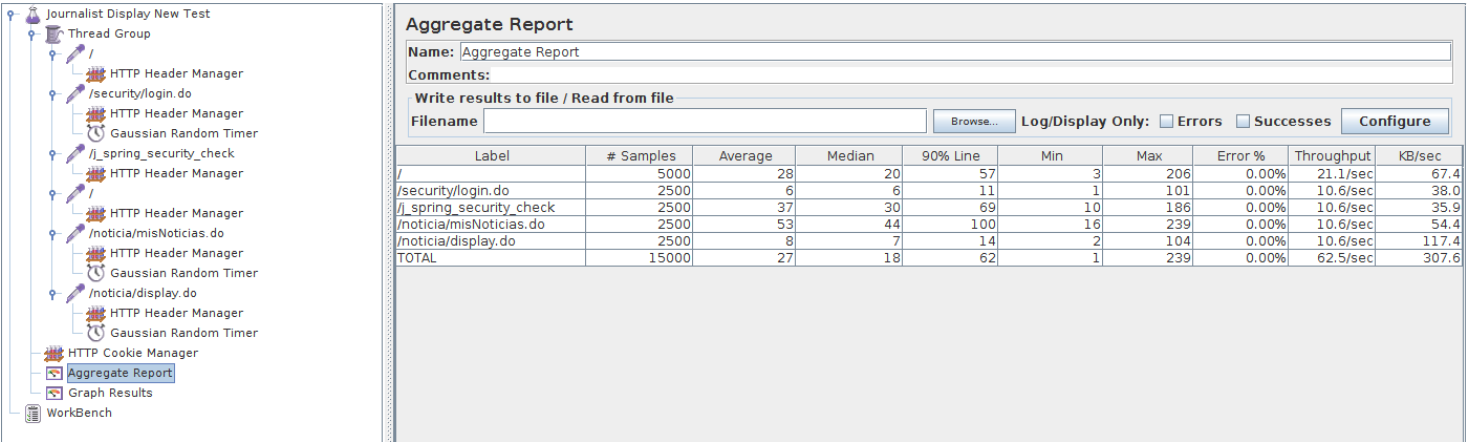 Journalist Display New Test
Thread Group
/
HTTP Header Manager
/security/login.do
HTTP Header Manager
Gaussian Random Timer
/j_spring_security_check
HTTP Header Manager
/
HTTP Header Manager
/noticia/misNoticias.do
HTTP Header Manager
Gaussian Random Timer
/noticia/display.do
HTTP Header Manager
Gaussian Random Timer
HTTP Cookie Manager
Aggregate Report
Graph Results
WorkBench
Aggregate Report
Name: Aggregate Report
Comments:
Write results to file / Read from file
Filename Browse... Log/Display Only: Errors Successes Configure
Label # Samples Average Median 90% Line Min Max Error % Throughput KB/sec
/ 5000 28 20 57 3 206 0.00% 21.1/sec 67.4
/security/login.do 2500 6 6 11 1 101 0.00% 10.6/sec 38.0
/j_spring_security_check 2500 37 30 69 10 186 0.00% 10.6/sec 35.9
/noticia/misNoticias.do 2500 53 44 100 16 239 0.00% 10.6/sec 54.4
/noticia/display.do 2500 8 7 14 2 104 0.00% 10.6/sec 117.4
TOTAL 15000 27 18 62 1 239 0.00% 62.5/sec 307.6